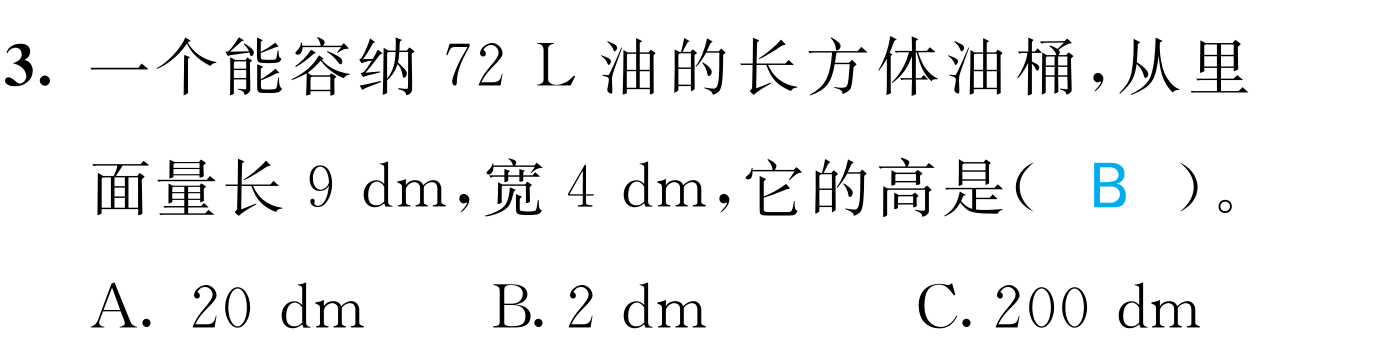 3. 一个能容纳 72 L 油的长方体油桶,从里
面量长 9 dm,宽 4 dm,它的高是( B )。
A. 20 dm B. 2 dm C. 200 dm